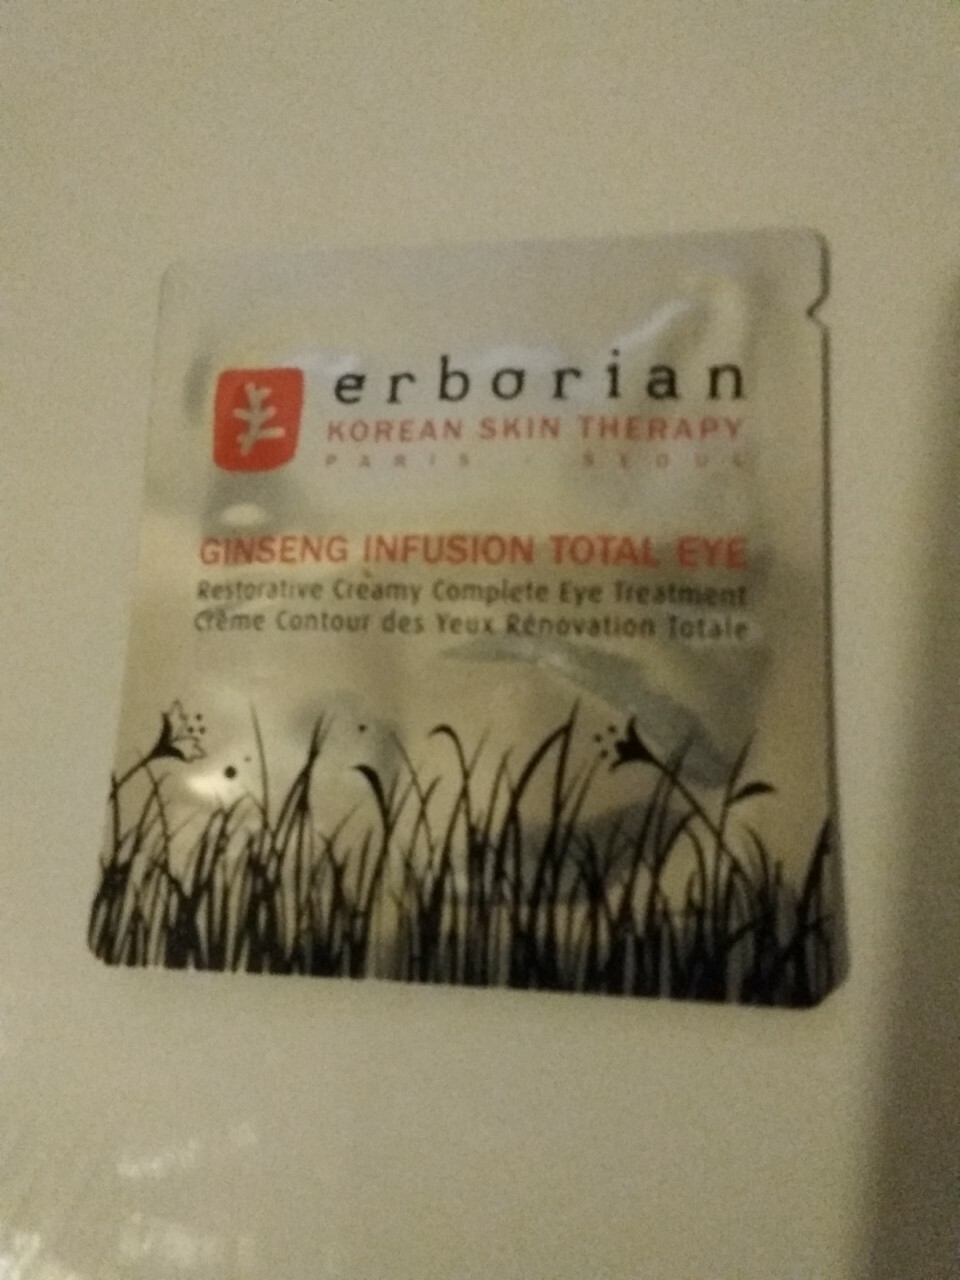 erborian
KOREAN SKIN THERAPY
PARIS · SEOUL
GINSENG INFUSION TOTAL EYE
Restorative Creamy Complete Eye Treatment
Crème Contour des Yeux Rénovation Totale